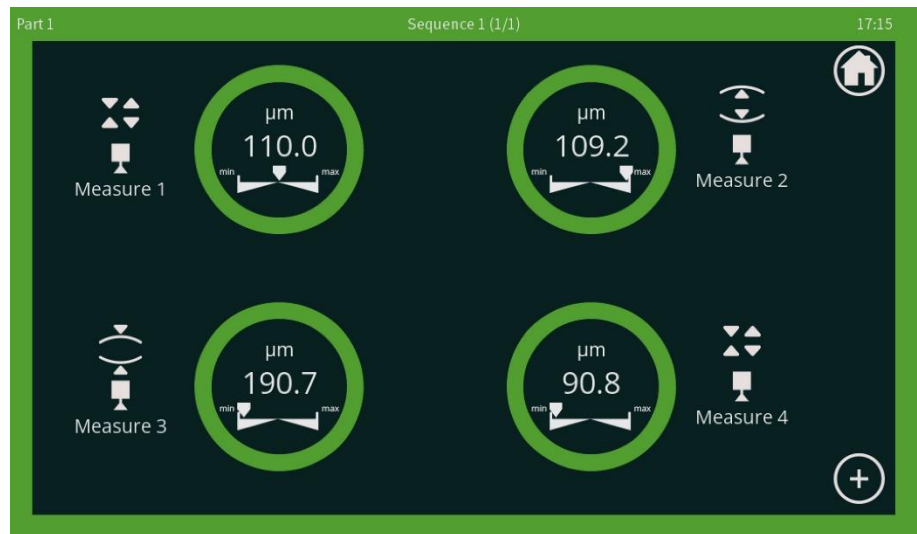 Part 1 Sequence 1 (1/1) 17:15
µm
110.0
min max
Measure 1
µm
109.2
min max
Measure 2
µm
190.7
min max
Measure 3
µm
90.8
min max
Measure 4